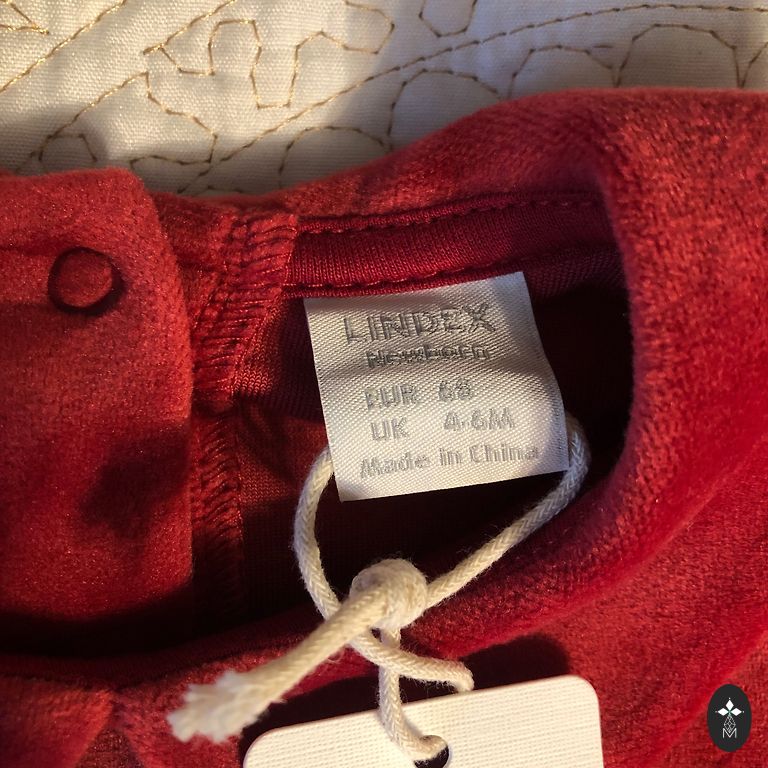 LINDEX
Newborn
EUR 68
UK 4-6M
Made in China
M